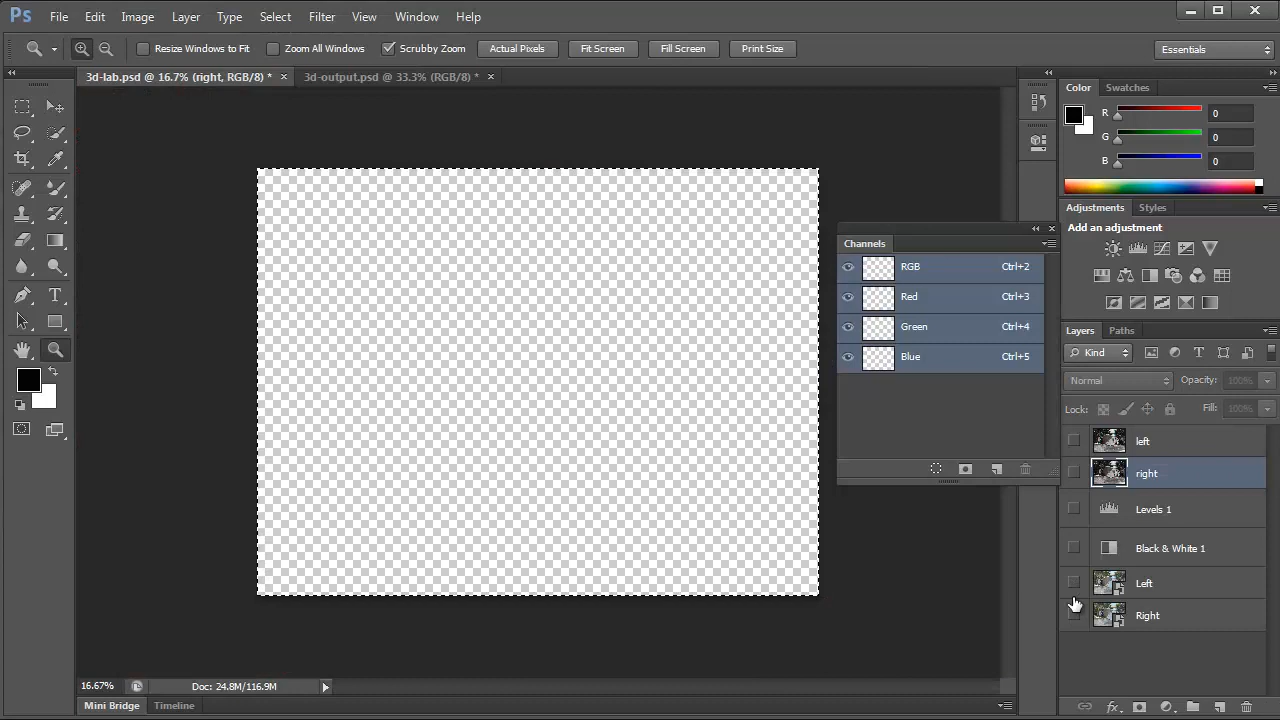 Ps File Edit Image Layer Type Select Filter View Window Help
Resize Windows to Fit Zoom All Windows Scrubby Zoom Actual Pixels Fit Screen Fill Screen Print Size Essentials
3d-lab.psd @ 16.7% (right, RGB/8) * 3d-output.psd @ 33.3% (RGB/8) *
Color Swatches
R 0
G 0
B 0
Adjustments Styles
Add an adjustment
Channels
RGB Ctrl+2
Red Ctrl+3
Green Ctrl+4
Blue Ctrl+5
Layers Paths
Kind
Normal Opacity: 100%
Lock: Fill: 100%
left
right
Levels 1
Black & White 1
Left
Right
16.67% Doc: 24.8M/116.9M
Mini Bridge Timeline